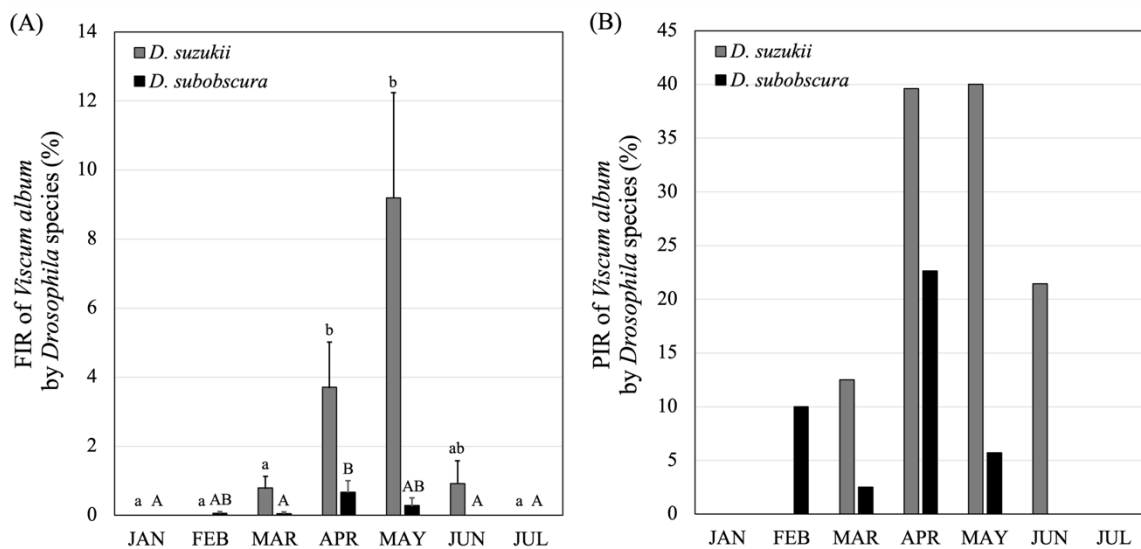 (A)
FIR of Viscum album
by Drosophila species (%)
14
12
10
8
6
4
2
0
D. suzukii
D. subobscura
a A
a AB
a A
b B
b AB
ab A
a A
JAN FEB MAR APR MAY JUN JUL
(B)
PIR of Viscum album
by Drosophila species (%)
45
40
35
30
25
20
15
10
5
0
D. suzukii
D. subobscura
JAN FEB MAR APR MAY JUN JUL